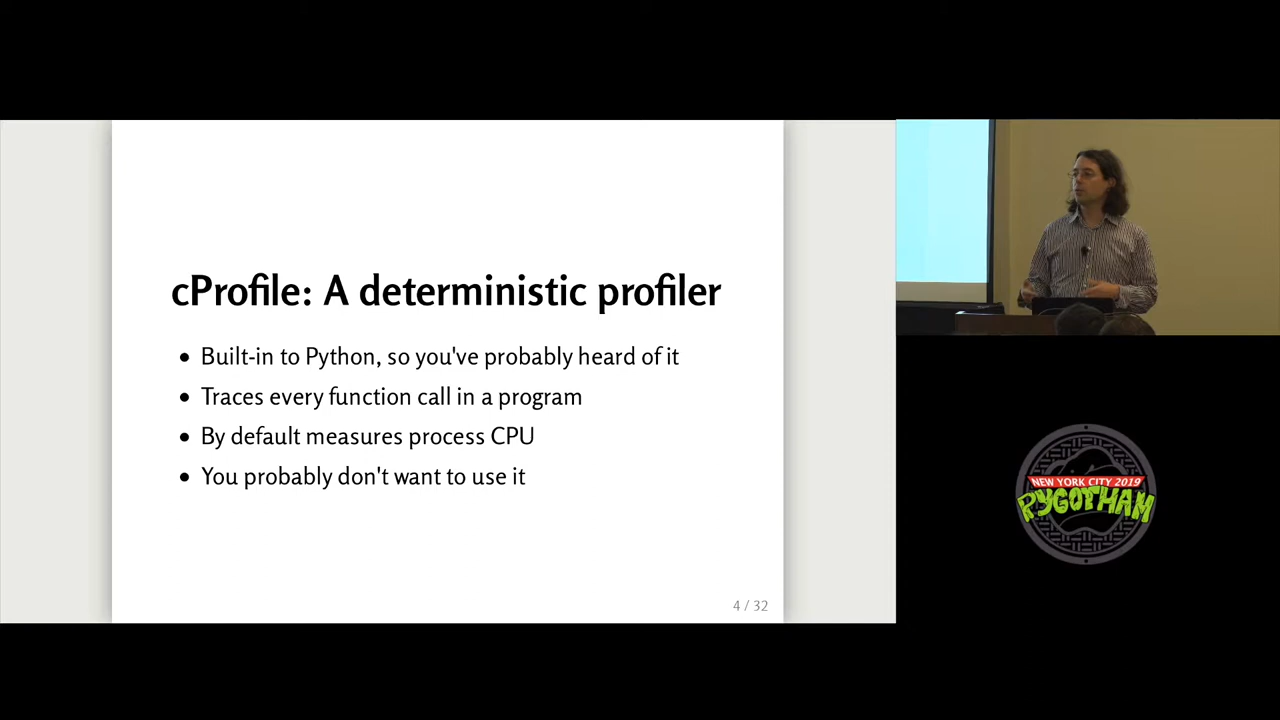 cProfile: A deterministic profiler
• Built-in to Python, so you've probably heard of it
• Traces every function call in a program
• By default measures process CPU
• You probably don't want to use it
4 / 32
NEW YORK CITY 2019
PYGOTHAM